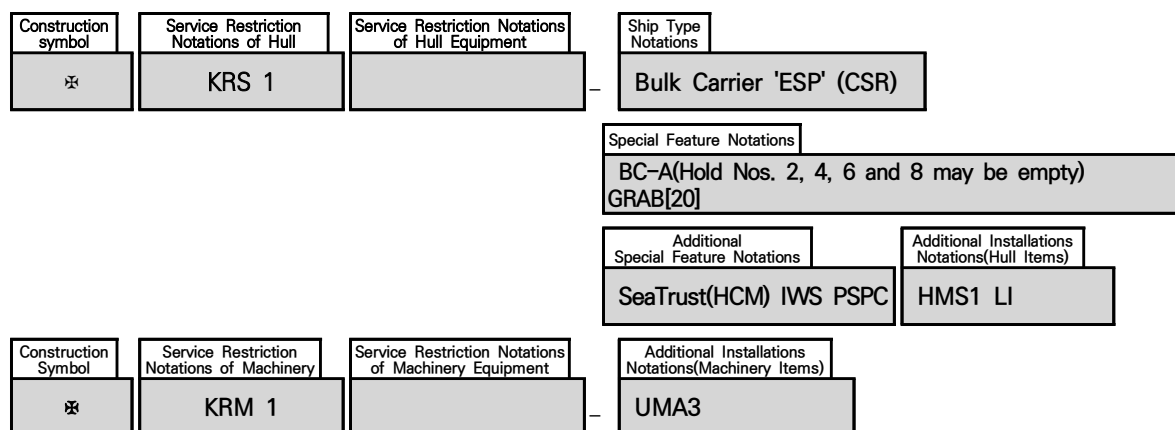 Construction symbol
Service Restriction Notations of Hull
Service Restriction Notations of Hull Equipment
Ship Type Notations
✠ KRS 1 – Bulk Carrier 'ESP' (CSR)
Special Feature Notations
BC-A(Hold Nos. 2, 4, 6 and 8 may be empty)
GRAB[20]
Additional Special Feature Notations
Additional Installations Notations(Hull Items)
SeaTrust(HCM) IWS PSPC HMS1 LI
Construction Symbol
Service Restriction Notations of Machinery
Service Restriction Notations of Machinery Equipment
Additional Installations Notations(Machinery Items)
✠ KRM 1 – UMA3